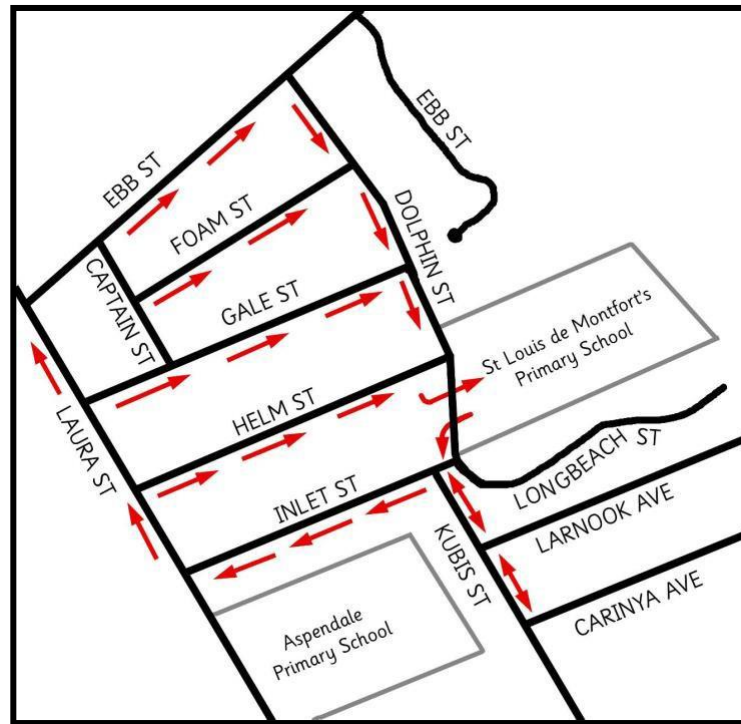 EBB ST
EBB ST
FOAM ST
DOLPHIN ST
CAPTAIN ST
GALE ST
St Louis de Montfort's
Primary School
HELM ST
LAURA ST
LONGBEACH ST
INLET ST
LARNOOK AVE
KUBIS ST
CARINYA AVE
Aspendale
Primary School